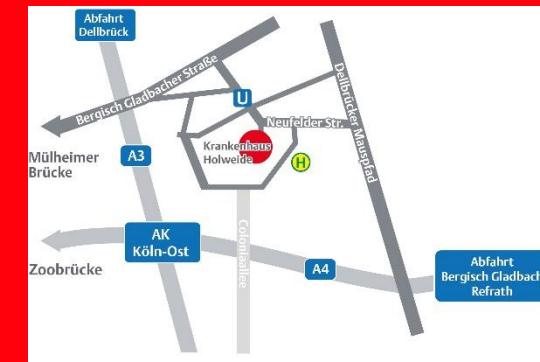 Abfahrt
Dellbrück
Bergisch Gladbacher Straße
Dellbrücker Mauspfad
U
Neufelder Str.
Krankenhaus
Holweide
H
Mülheimer
Brücke
A3
AK
Köln-Ost
Zoobrücke
Coloniaallee
A4
Abfahrt
Bergisch Gladbach
Refrath